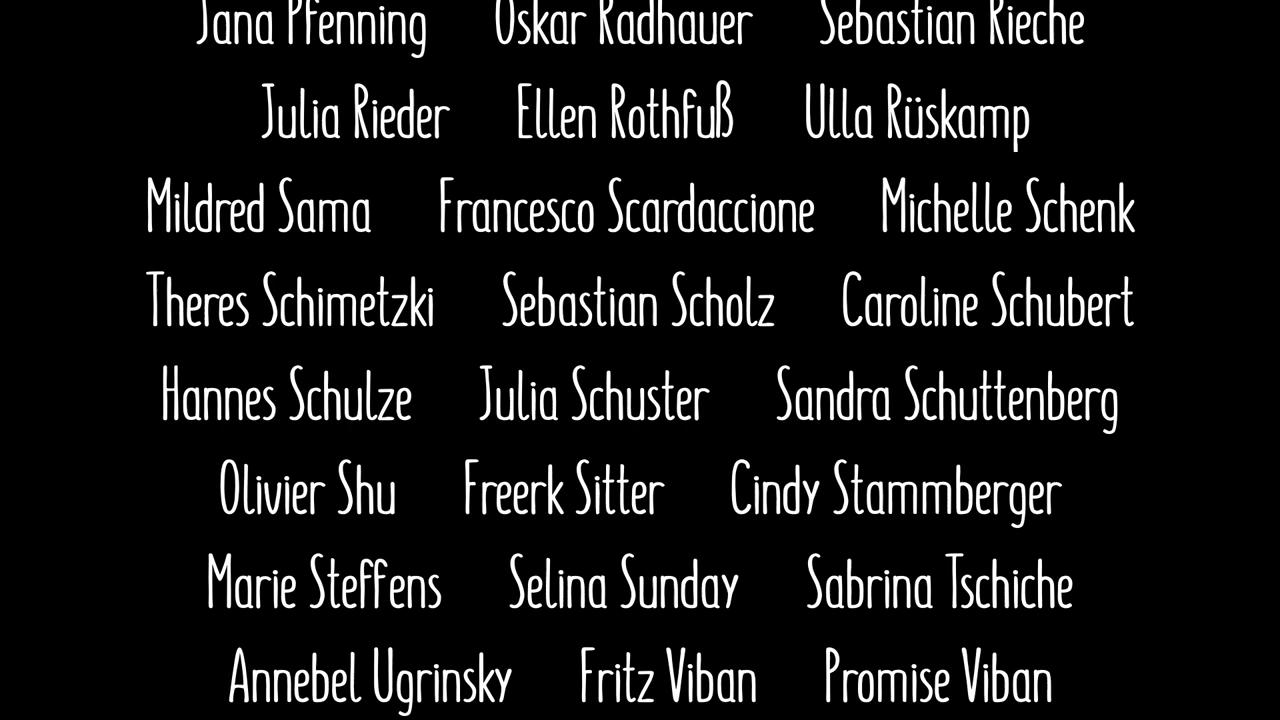 Jana Pfenning Oskar Radhauer Sebastian Rieche
Julia Rieder Ellen Rothfuß Ulla Rüskamp
Mildred Sama Francesco Scardaccione Michelle Schenk
Theres Schimetzki Sebastian Scholz Caroline Schubert
Hannes Schulze Julia Schuster Sandra Schuttenberg
Olivier Shu Freerk Sitter Cindy Stammberger
Marie Steffens Selina Sunday Sabrina Tschiche
Annebel Ugrinsky Fritz Viban Promise Viban